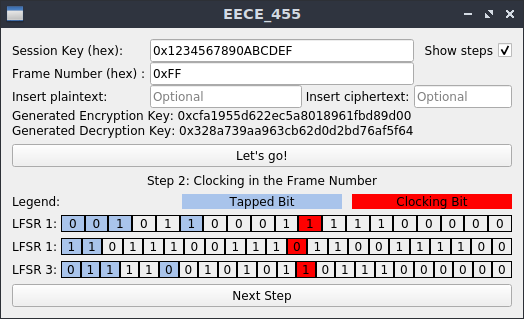 EECE_455
Session Key (hex): 0x1234567890ABCDEF Show steps
Frame Number (hex) : 0xFF
Insert plaintext: Optional Insert ciphertext: Optional
Generated Encryption Key: 0xcfa1955d622ec5a8018961fbd89d00
Generated Decryption Key: 0x328a739aa963cb62d0d2bd76af5f64
Let's go!
Step 2: Clocking in the Frame Number
Legend: Tapped Bit Clocking Bit
LFSR 1: 0 0 1 0 1 1 0 0 0 1 1 1 1 1 0 0 0 0 0
LFSR 1: 1 1 0 1 1 1 0 0 1 1 1 0 1 1 0 0 1 1 1 1 0 0
LFSR 3: 0 1 1 1 1 0 0 1 0 1 0 1 1 0 1 1 1 0 0 0 0 0 0
Next Step